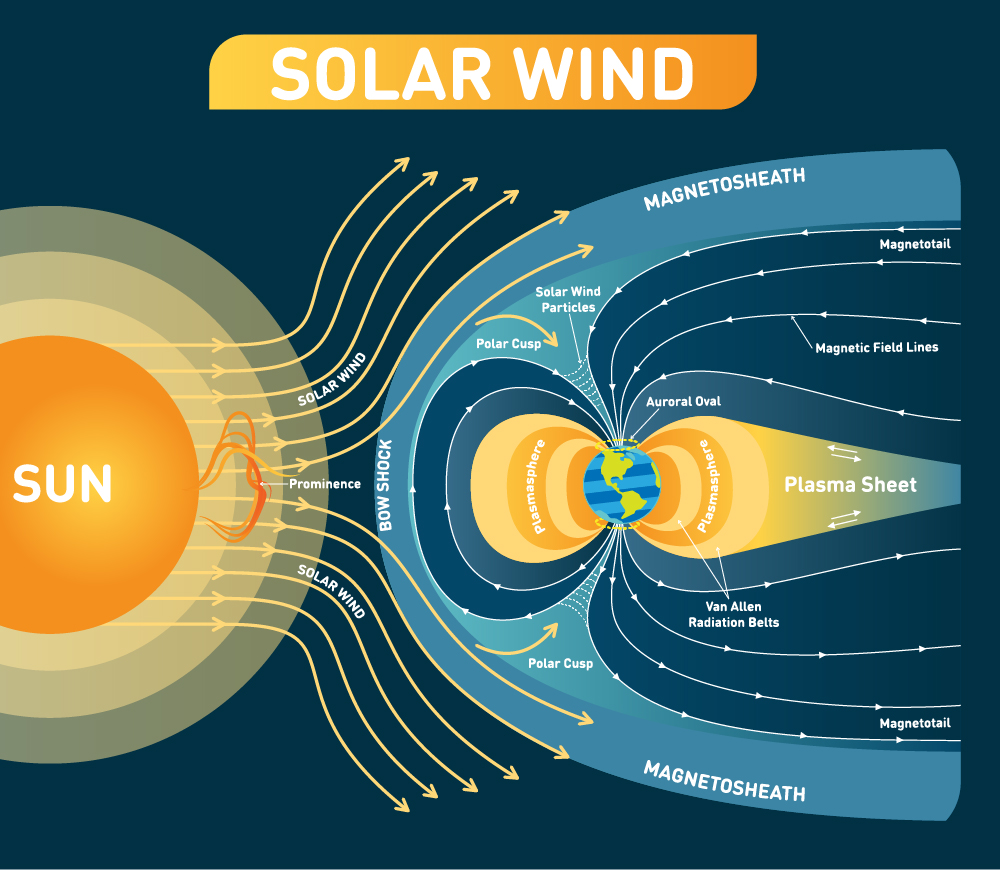 SOLAR WIND
MAGNETOSHEATH
Magnetotail
Solar Wind
Particles
Polar Cusp
Magnetic Field Lines
SOLAR WIND
Auroral Oval
SUN
Prominence
BOW SHOCK
Plasmasphere
Plasmasphere
Plasma Sheet
SOLAR WIND
Van Allen
Radiation Belts
Polar Cusp
Magnetotail
MAGNETOSHEATH